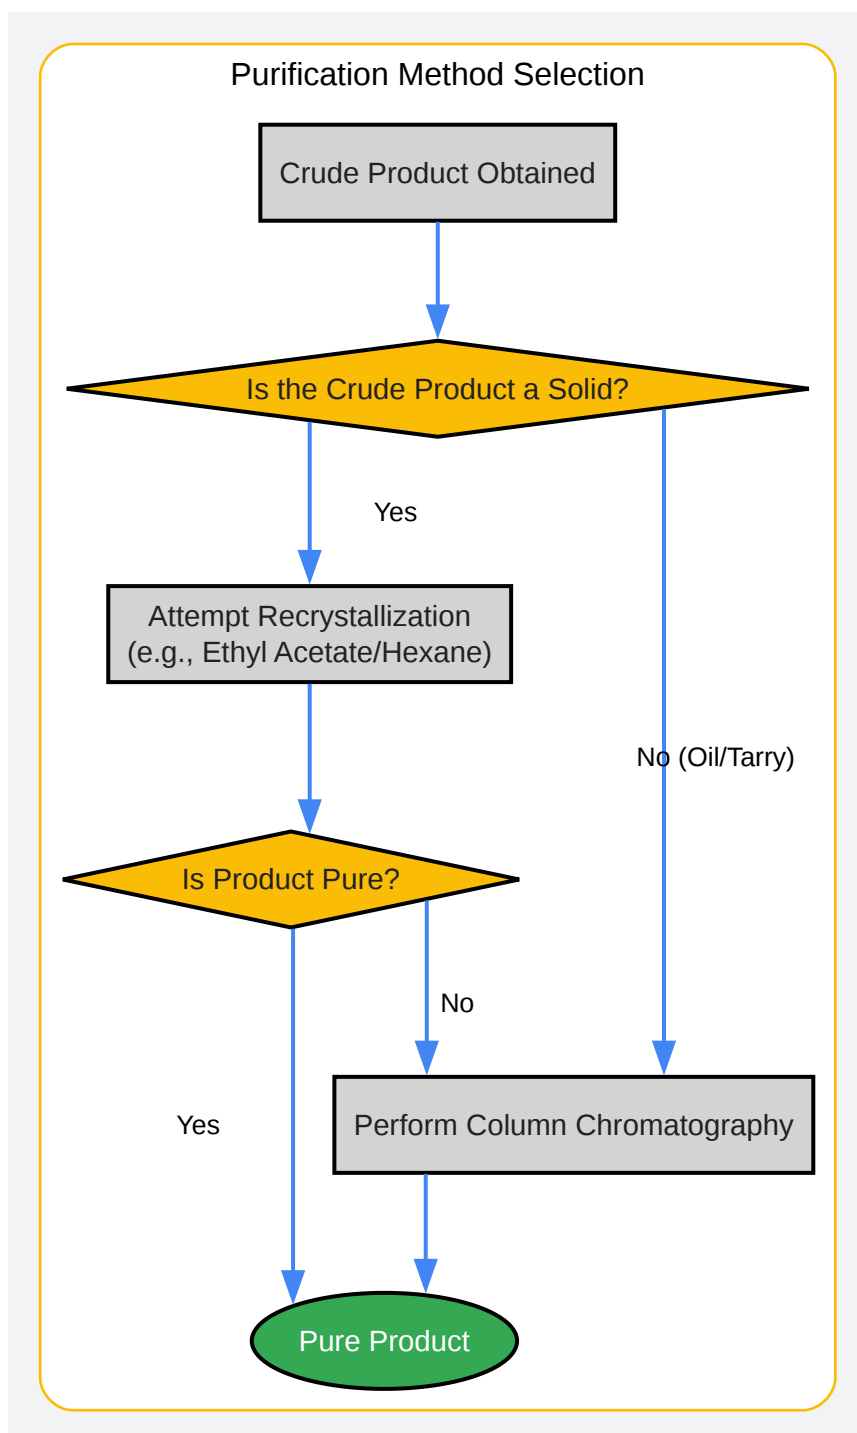 Purification Method Selection
Crude Product Obtained
Is the Crude Product a Solid?
Yes
Attempt Recrystallization
(e.g., Ethyl Acetate/Hexane)
No (Oil/Tarry)
Is Product Pure?
No
Yes
Perform Column Chromatography
Pure Product